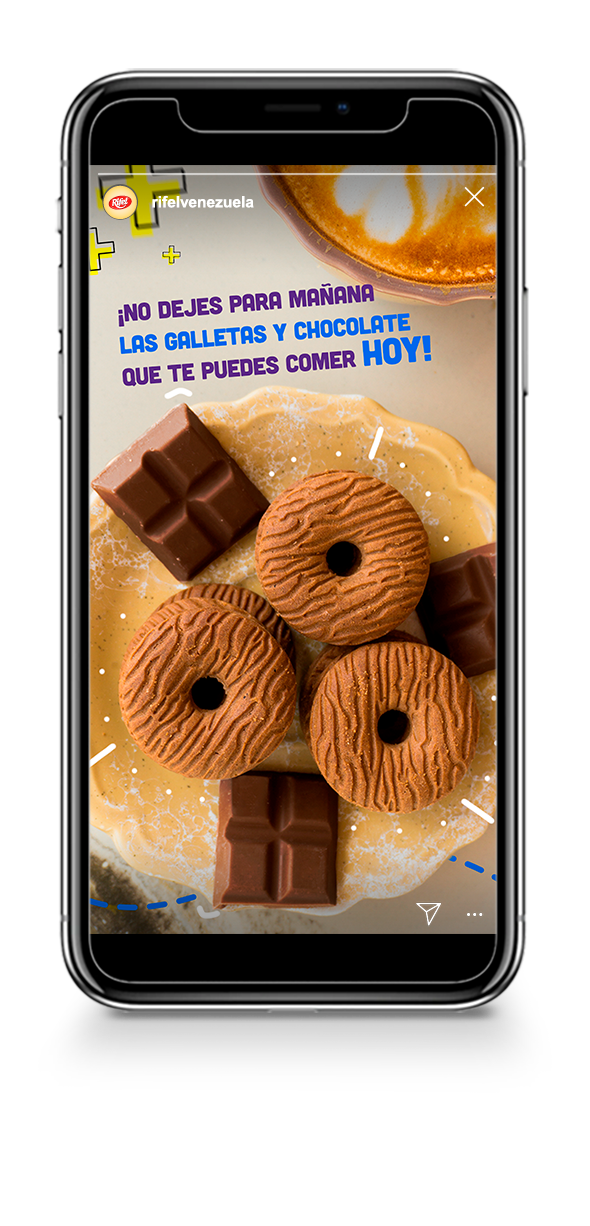 Rifel
rifelvenezuela
¡NO DEJES PARA MAÑANA
LAS GALLETAS Y CHOCOLATE
QUE TE PUEDES COMER HOY!